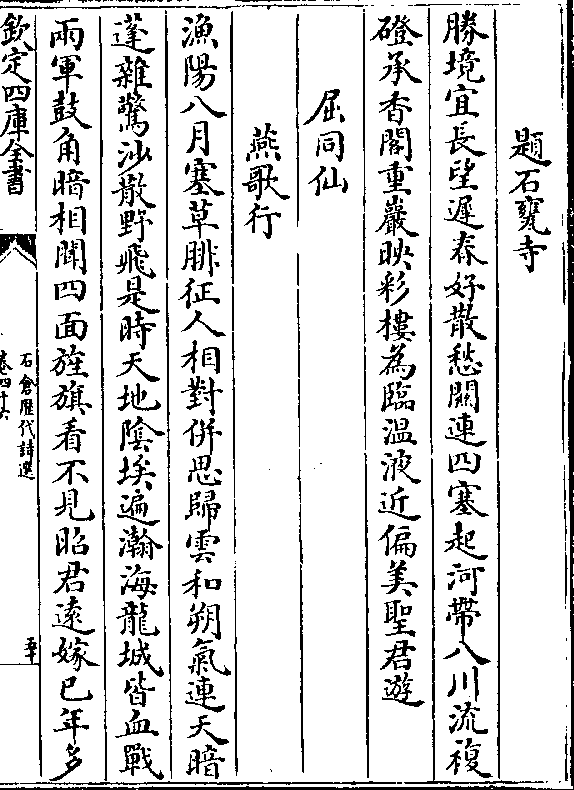 題石甕寺
勝境宜長望遲春好散愁關連四塞起河帶八川流複
磴承香閣重巖映彩樓為臨温液近偏美聖君遊
屈同仙
燕歌行
漁陽八月塞草腓征人相對併思歸雲和朔氣連天暗
蓬雜驚沙散野飛是時天地陰埃遍瀚海龍城皆血戰
兩軍鼓角暗相聞四面旌旗看不見昭君逺嫁已年多
欽定四庫全書
石倉歴代詩選
卷四十六